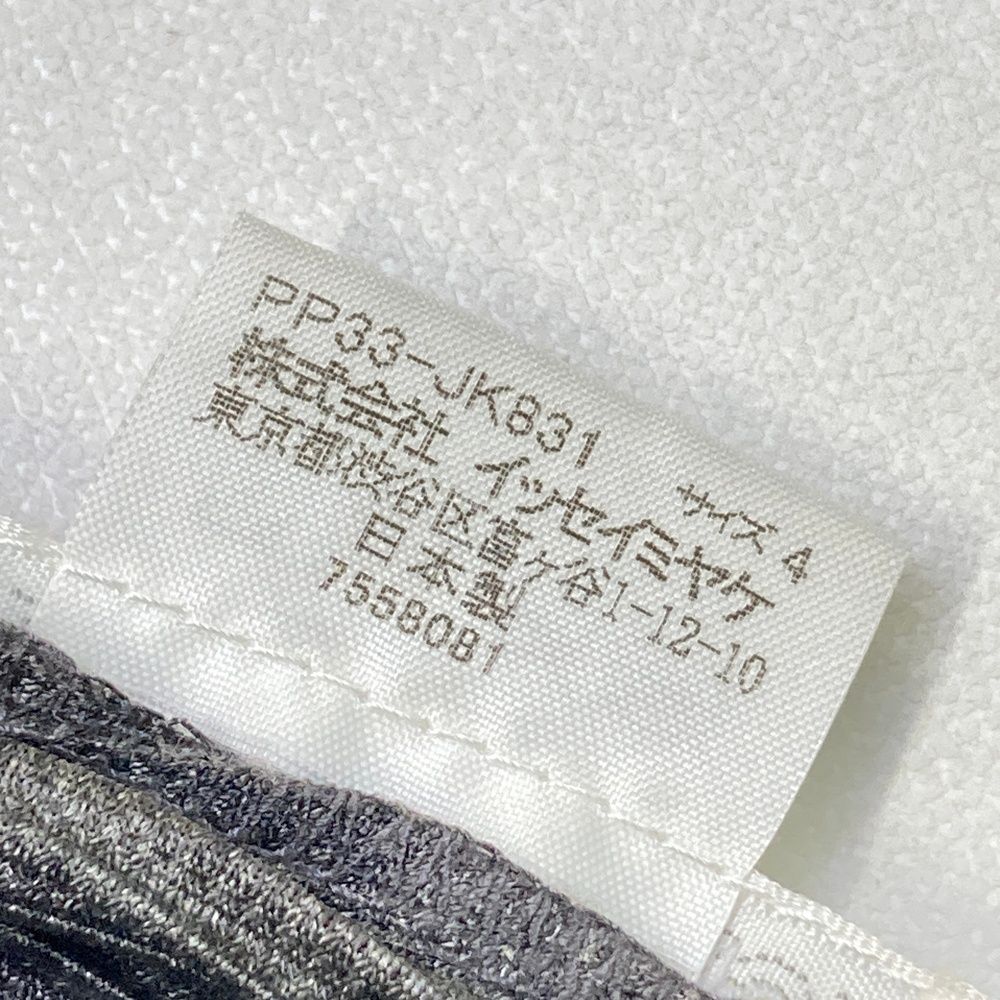 PP33-JK831 サイズ 4
株式会社 イッセイミヤケ
東京都渋谷区富ケ谷1-12-10
日本製
7558081